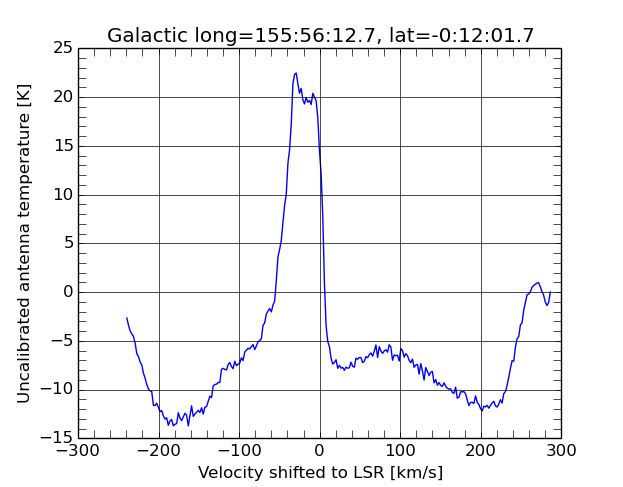 Galactic long=155:56:12.7, lat=-0:12:01.7
Uncalibrated antenna temperature [K]
25
20
15
10
5
0
−5
−10
−15
−300 −200 −100 0 100 200 300
Velocity shifted to LSR [km/s]